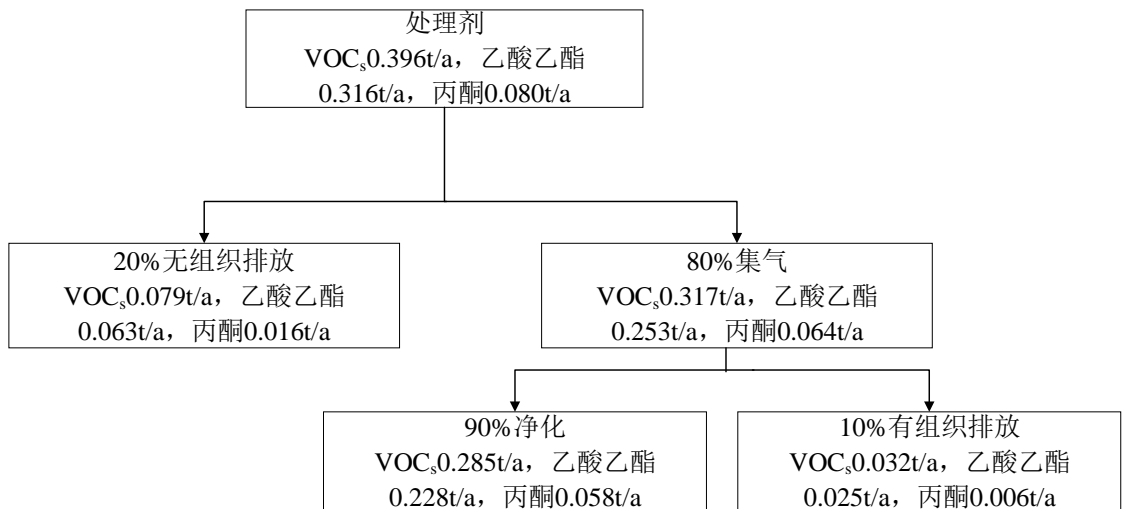 处理剂
VOCs0.396t/a，乙酸乙酯
0.316t/a，丙酮0.080t/a
20%无组织排放
VOCs0.079t/a，乙酸乙酯
0.063t/a，丙酮0.016t/a
80%集气
VOCs0.317t/a，乙酸乙酯
0.253t/a，丙酮0.064t/a
90%净化
VOCs0.285t/a，乙酸乙酯
0.228t/a，丙酮0.058t/a
10%有组织排放
VOCs0.032t/a，乙酸乙酯
0.025t/a，丙酮0.006t/a